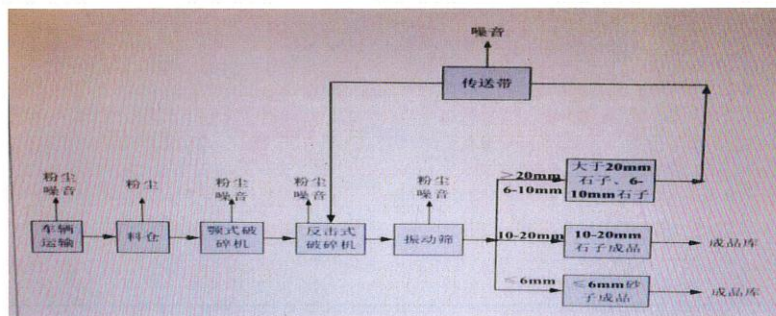 噪音
传送带
粉尘
噪音
粉尘
粉尘
噪音
粉尘
噪音
粉尘
噪音
≥20mm
6-10mm
大于20mm
石子、6-
10mm石子
车辆
运输
料仓
颚式破
碎机
反击式
破碎机
振动筛
10-20mm
10-20mm
石子成品
成品库
≤6mm
≤6mm砂
子成品
成品库